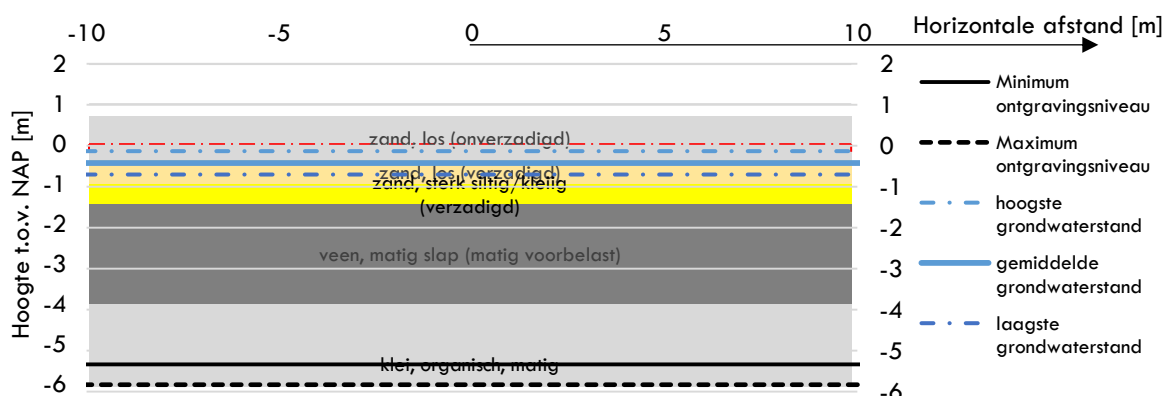 -10 -5 0 5 10 Horizontale afstand [m]
Hoogte t.o.v. NAP [m]
2 2
1 1
0 0
-1 -1
-2 -2
-3 -3
-4 -4
-5 -5
-6 -6
zand, los (onverzadigd)
zand, los (verzadigd)
zand, sterk siltig/kleiig
(verzadigd)
veen, matig slap (matig voorbelast)
klei, organisch, matig
Minimum
ontgravingsniveau
Maximum
ontgravingsniveau
hoogste
grondwaterstand
gemiddelde
grondwaterstand
laagste
grondwaterstand